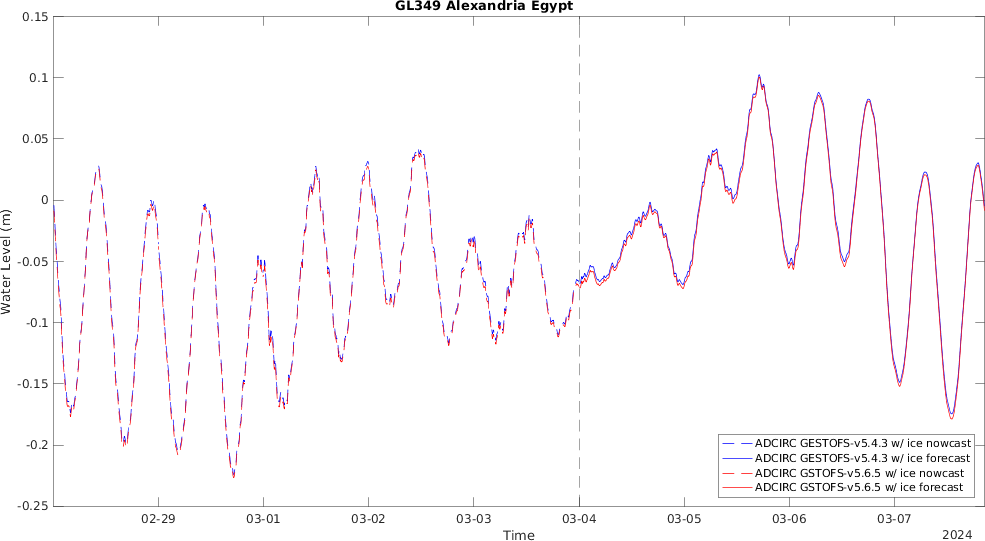 GL349 Alexandria Egypt
0.15
0.1
0.05
0
-0.05
-0.1
-0.15
-0.2
-0.25
Water Level (m)
02-29 03-01 03-02 03-03 03-04 03-05 03-06 03-07
Time
2024
ADCIRC GESTOFS-v5.4.3 w/ ice nowcast
ADCIRC GESTOFS-v5.4.3 w/ ice forecast
ADCIRC GSTOFS-v5.6.5 w/ ice nowcast
ADCIRC GSTOFS-v5.6.5 w/ ice forecast